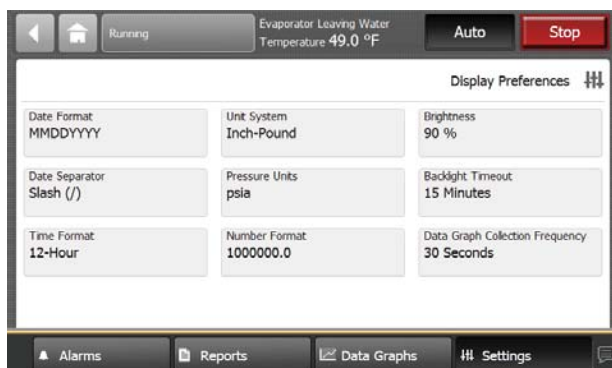 Running
Evaporator Leaving Water
Temperature 49.0 °F
Auto
Stop
Display Preferences
Date Format
MMDDYYYY
Unit System
Inch-Pound
Brightness
90 %
Date Separator
Slash (/)
Pressure Units
psia
Backlight Timeout
15 Minutes
Time Format
12-Hour
Number Format
1000000.0
Data Graph Collection Frequency
30 Seconds
Alarms
Reports
Data Graphs
Settings